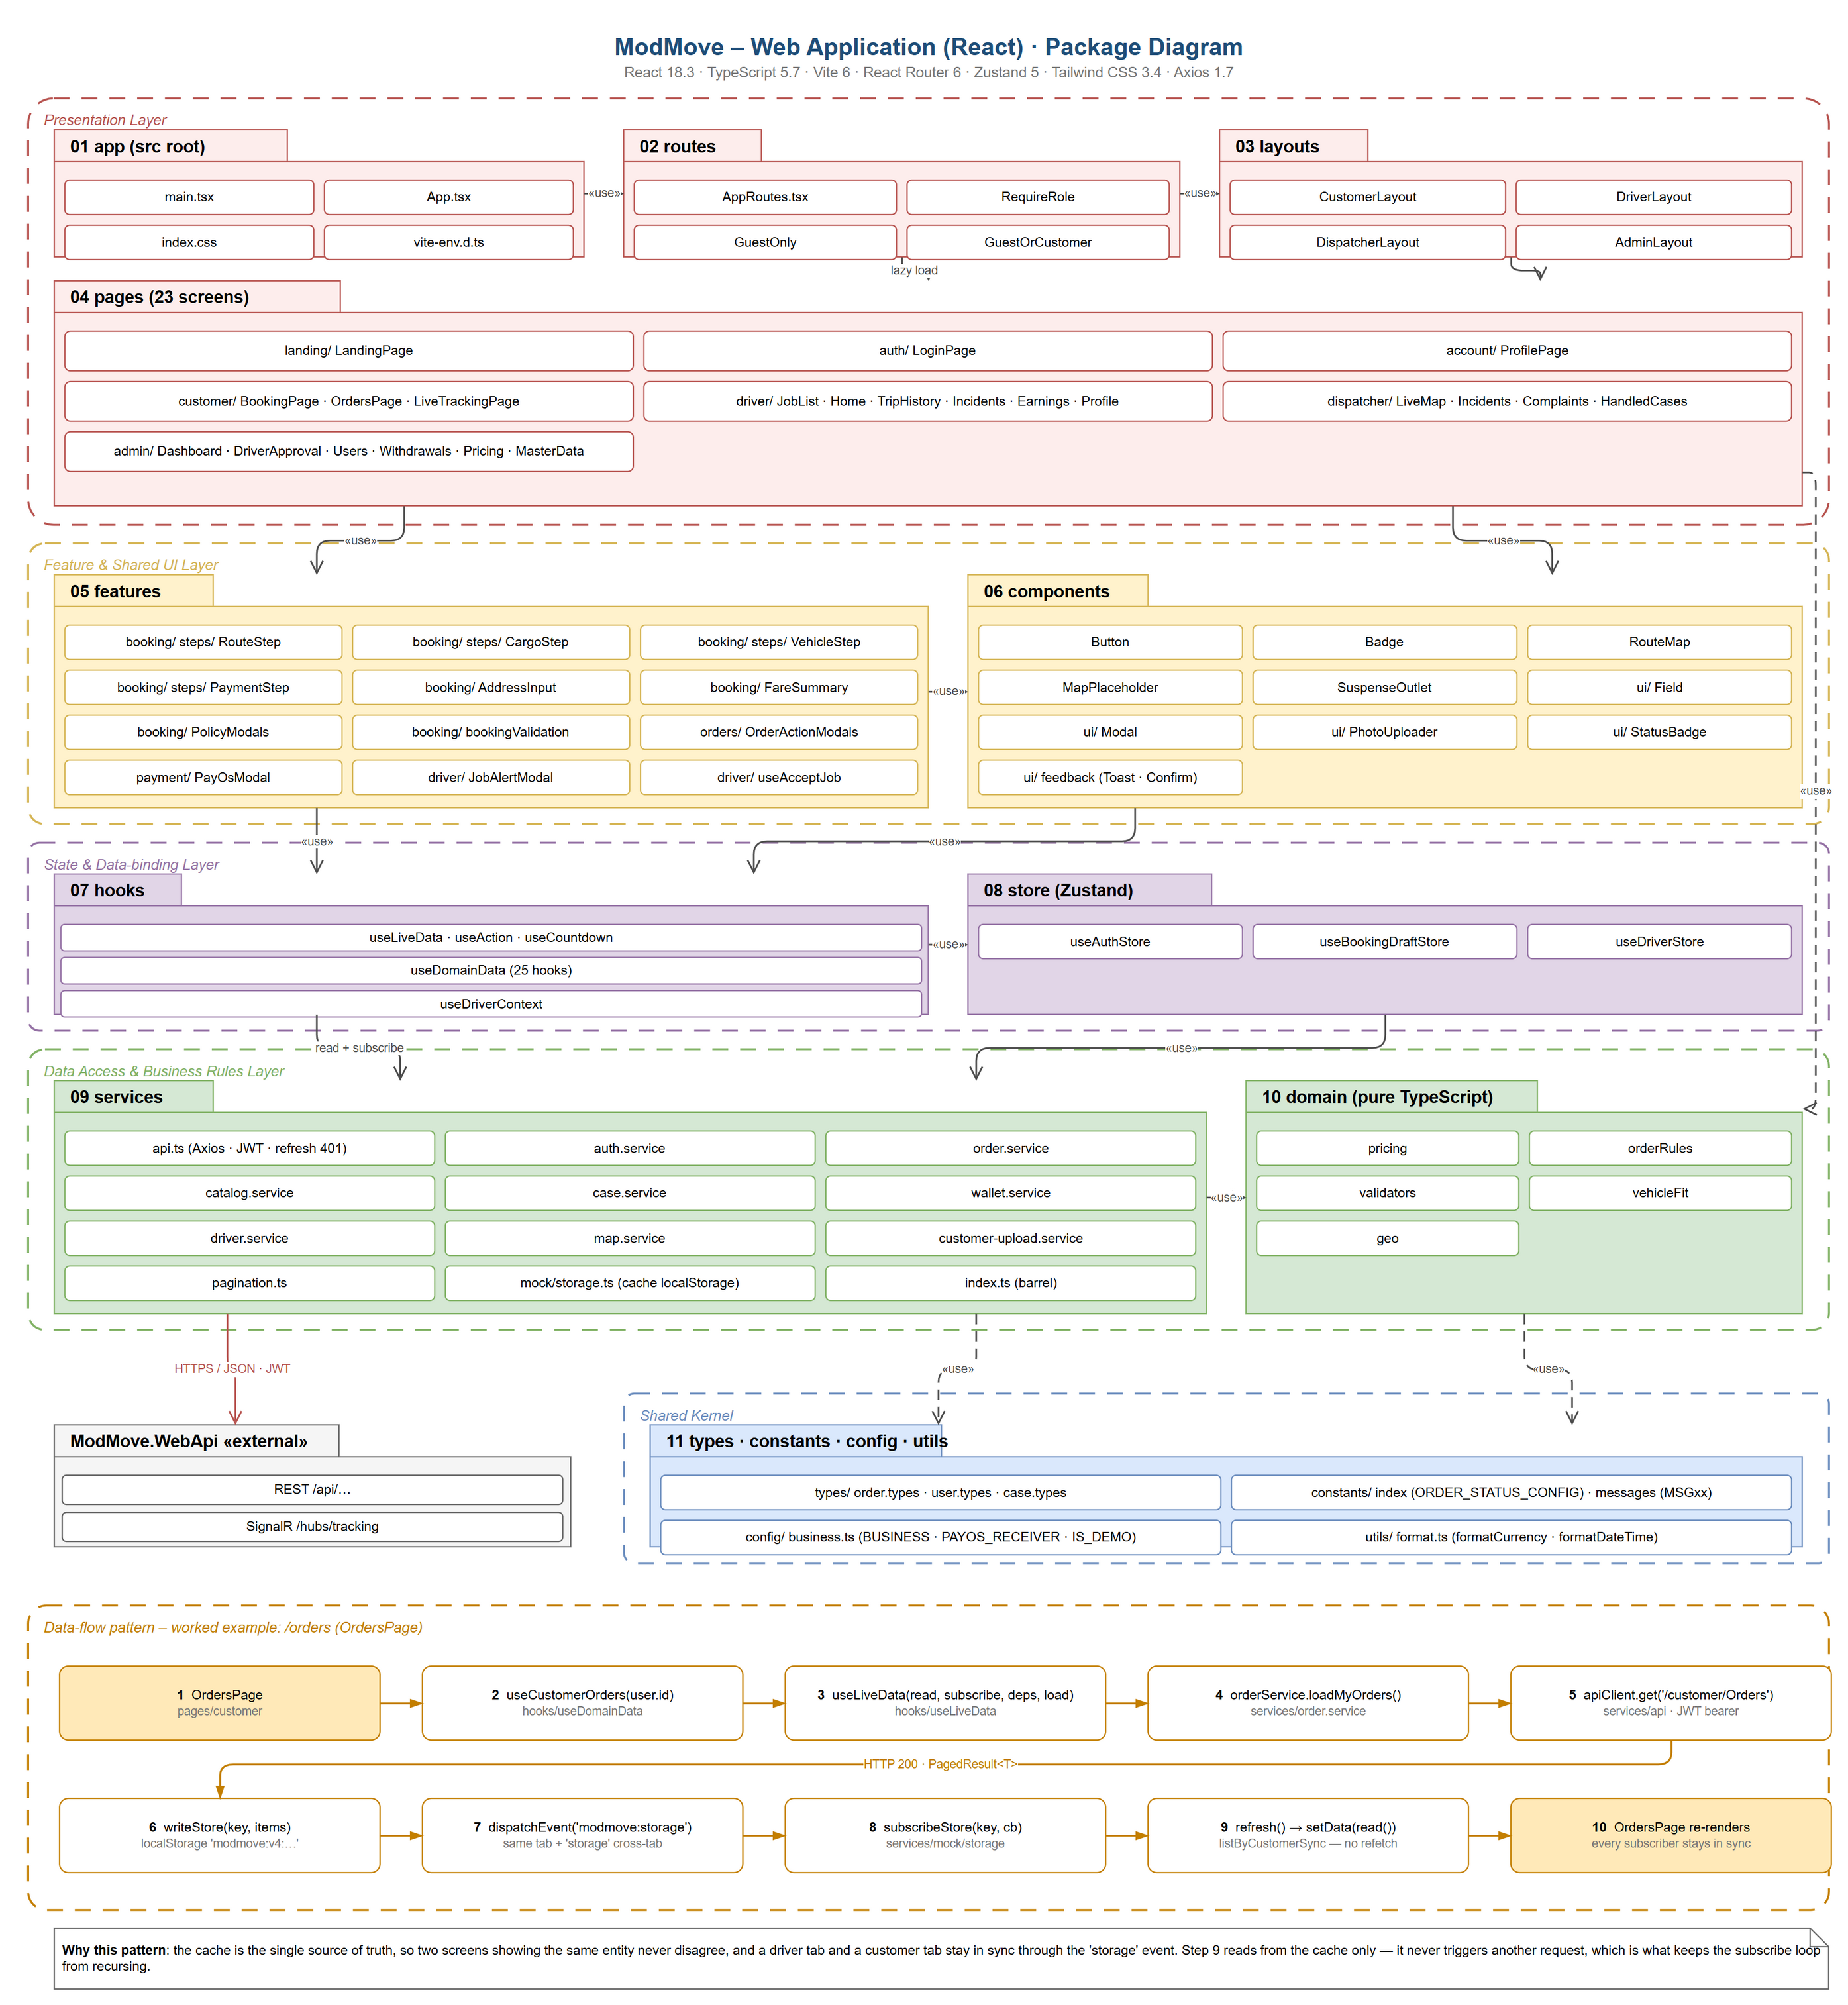 ModMove – Web Application (React) · Package Diagram
React 18.3 · TypeScript 5.7 · Vite 6 · React Router 6 · Zustand 5 · Tailwind CSS 3.4 · Axios 1.7
Presentation Layer
01 app (src root)
main.tsx
App.tsx
index.css
vite-env.d.ts
«use»
02 routes
AppRoutes.tsx
RequireRole
GuestOnly
GuestOrCustomer
«use»
03 layouts
CustomerLayout
DriverLayout
DispatcherLayout
AdminLayout
lazy load
04 pages (23 screens)
landing/ LandingPage
auth/ LoginPage
account/ ProfilePage
customer/ BookingPage · OrdersPage · LiveTrackingPage
driver/ JobList · Home · TripHistory · Incidents · Earnings · Profile
dispatcher/ LiveMap · Incidents · Complaints · HandledCases
admin/ Dashboard · DriverApproval · Users · Withdrawals · Pricing · MasterData
«use»
«use»
Feature & Shared UI Layer
05 features
booking/ steps/ RouteStep
booking/ steps/ CargoStep
booking/ steps/ VehicleStep
booking/ steps/ PaymentStep
booking/ AddressInput
booking/ FareSummary
booking/ PolicyModals
booking/ bookingValidation
orders/ OrderActionModals
payment/ PayOsModal
driver/ JobAlertModal
driver/ useAcceptJob
«use»
06 components
Button
Badge
RouteMap
MapPlaceholder
SuspenseOutlet
ui/ Field
ui/ Modal
ui/ PhotoUploader
ui/ StatusBadge
ui/ feedback (Toast · Confirm)
«use»
«use»
«use»
State & Data-binding Layer
07 hooks
useLiveData · useAction · useCountdown
useDomainData (25 hooks)
useDriverContext
«use»
08 store (Zustand)
useAuthStore
useBookingDraftStore
useDriverStore
read + subscribe
«use»
Data Access & Business Rules Layer
09 services
api.ts (Axios · JWT · refresh 401)
auth.service
order.service
catalog.service
case.service
wallet.service
driver.service
map.service
customer-upload.service
pagination.ts
mock/storage.ts (cache localStorage)
index.ts (barrel)
«use»
10 domain (pure TypeScript)
pricing
orderRules
validators
vehicleFit
geo
HTTPS / JSON · JWT
«use»
«use»
ModMove.WebApi «external»
REST /api/…
SignalR /hubs/tracking
Shared Kernel
11 types · constants · config · utils
types/ order.types · user.types · case.types
constants/ index (ORDER_STATUS_CONFIG) · messages (MSGxx)
config/ business.ts (BUSINESS · PAYOS_RECEIVER · IS_DEMO)
utils/ format.ts (formatCurrency · formatDateTime)
Data-flow pattern – worked example: /orders (OrdersPage)
1 OrdersPage
pages/customer
2 useCustomerOrders(user.id)
hooks/useDomainData
3 useLiveData(read, subscribe, deps, load)
hooks/useLiveData
4 orderService.loadMyOrders()
services/order.service
5 apiClient.get('/customer/Orders')
services/api · JWT bearer
HTTP 200 · PagedResult<T>
6 writeStore(key, items)
localStorage 'modmove:v4:…'
7 dispatchEvent('modmove:storage')
same tab + 'storage' cross-tab
8 subscribeStore(key, cb)
services/mock/storage
9 refresh() → setData(read())
listByCustomerSync — no refetch
10 OrdersPage re-renders
every subscriber stays in sync
Why this pattern: the cache is the single source of truth, so two screens showing the same entity never disagree, and a driver tab and a customer tab stay in sync through the 'storage' event. Step 9 reads from the cache only — it never triggers another request, which is what keeps the subscribe loop
from recursing.